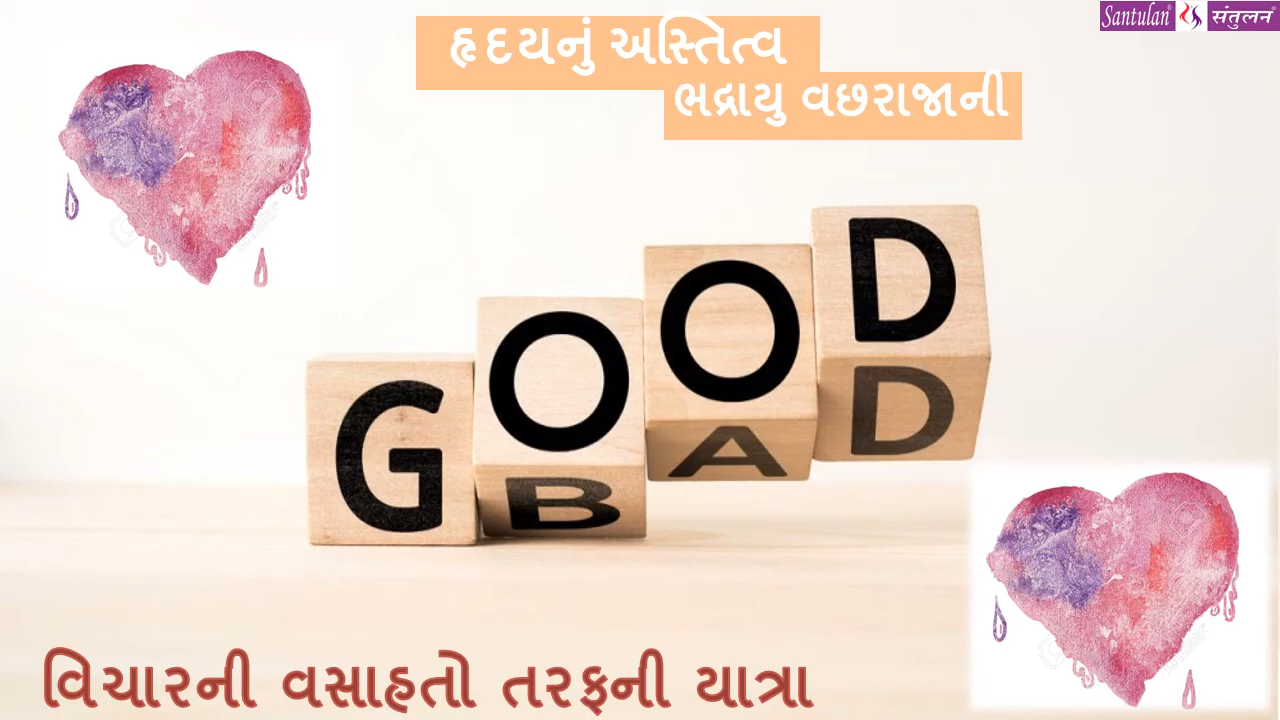 Santulan® संतुलन®
હૃદયનું અસ્તિત્વ
ભદ્રાયુ વછરાજાની
GOOD
BAD
વિચારની વસાહતો તરફની યાત્રા